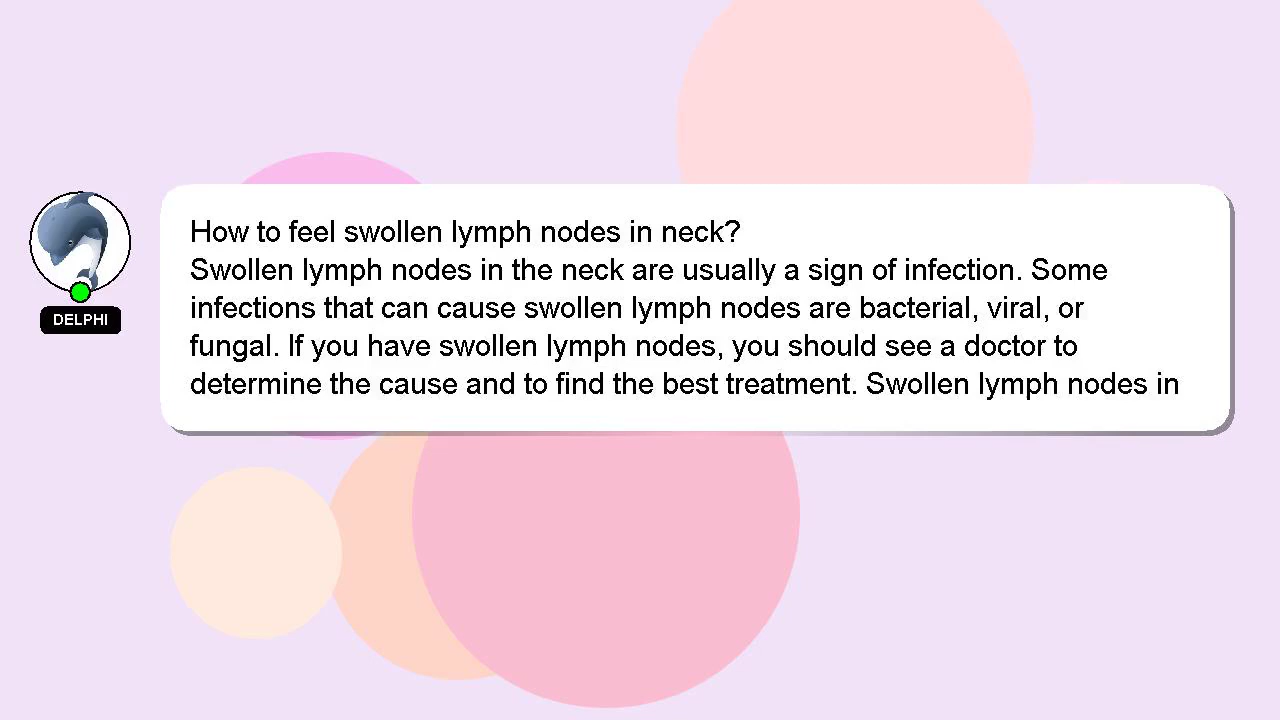 How to feel swollen lymph nodes in neck?
Swollen lymph nodes in the neck are usually a sign of infection. Some
infections that can cause swollen lymph nodes are bacterial, viral, or
fungal. If you have swollen lymph nodes, you should see a doctor to
determine the cause and to find the best treatment. Swollen lymph nodes in
DELPHI